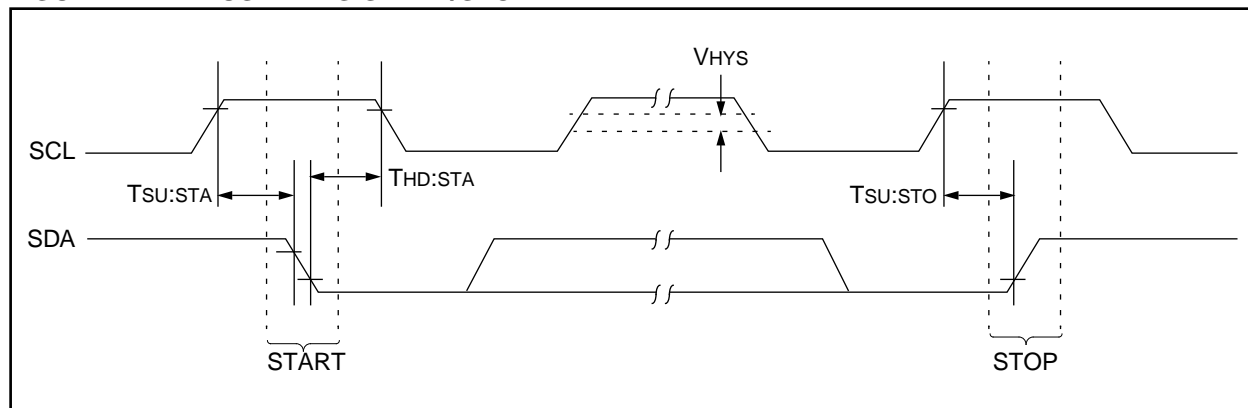 VHYS
SCL
TSU:STA
THD:STA
TSU:STO
SDA
START
STOP